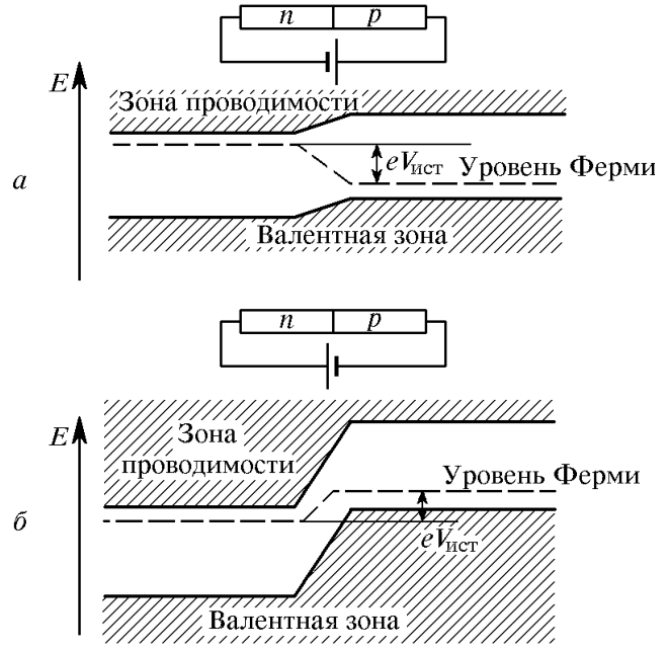 n p
E
Зона проводимости
eVист
Уровень Ферми
а
Валентная зона
n p
E
Зона
проводимости
Уровень Ферми
б
eVист
Валентная зона